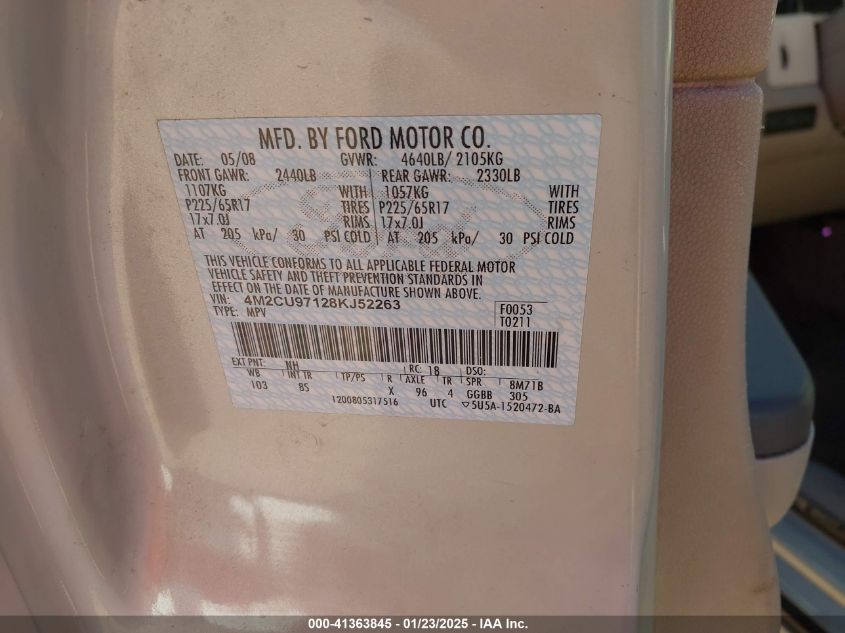 MFD. BY FORD MOTOR CO.
DATE: 05/08 GVWR: 4640LB/ 2105KG
FRONT GAWR: 2440LB REAR GAWR: 2330LB
1107KG WITH 1057KG WITH
P225/65R17 TIRES P225/65R17 TIRES
17x7.0J RIMS 17x7.0J RIMS
AT 205 kPa/ 30 PSI COLD AT 205 kPa/ 30 PSI COLD
THIS VEHICLE CONFORMS TO ALL APPLICABLE FEDERAL MOTOR
VEHICLE SAFETY AND THEFT PREVENTION STANDARDS IN
EFFECT ON THE DATE OF MANUFACTURE SHOWN ABOVE.
VIN: 4M2CU97128KJ52263 F0053
TYPE: MPV T0211
EXT PNT: NH RC: 18 DSO:
WB INT TR TP/PS R AXLE TR SPR 8M71B
103 85 X 96 4 GGBB 305
1200805317516 UTC ▽5U5A-1520472-BA
000-41363845 - 01/23/2025 - IAA Inc.